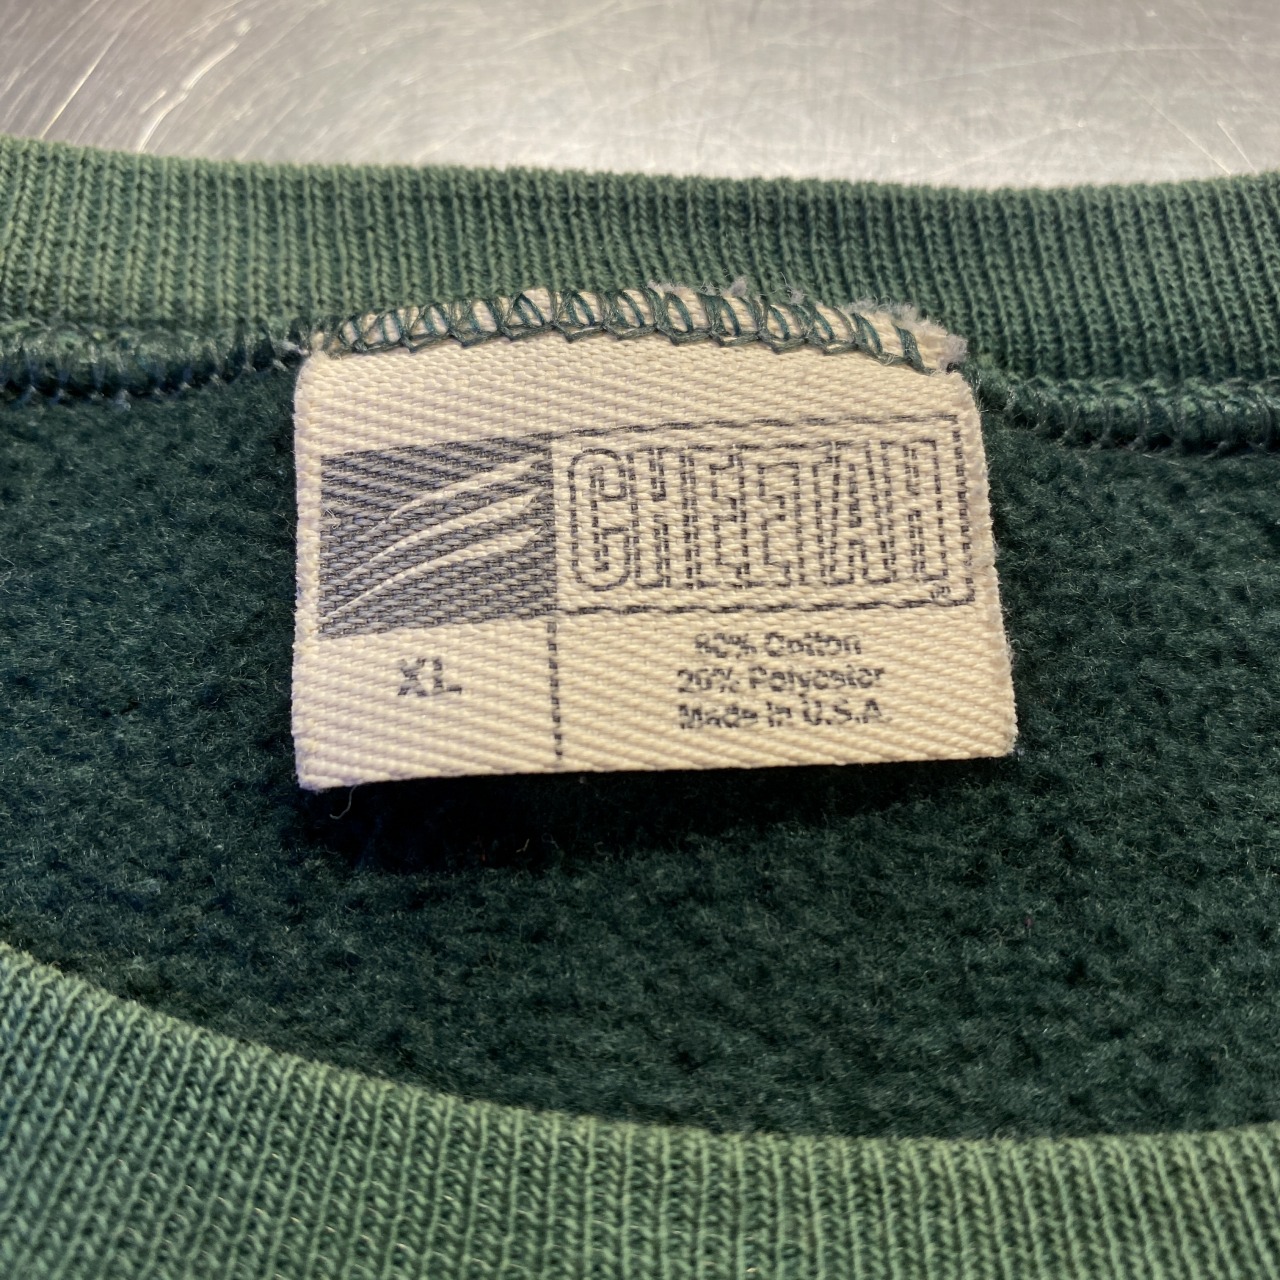 CHEETAH
®
XL
80% Cotton
20% Polyester
Made in U.S.A.